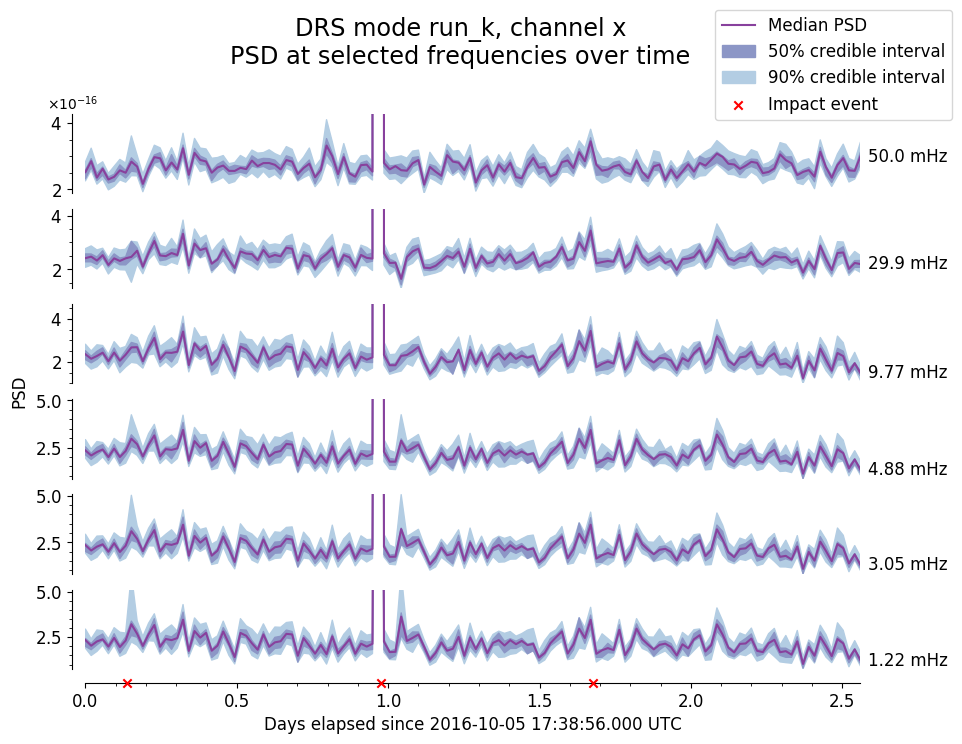 DRS mode run_k, channel x
PSD at selected frequencies over time
Median PSD
50% credible interval
90% credible interval
Impact event
×10⁻¹⁶
4
2
50.0 mHz
4
2
29.9 mHz
4
2
9.77 mHz
PSD
5.0
2.5
4.88 mHz
5.0
2.5
3.05 mHz
5.0
2.5
1.22 mHz
0.0 0.5 1.0 1.5 2.0 2.5
Days elapsed since 2016-10-05 17:38:56.000 UTC